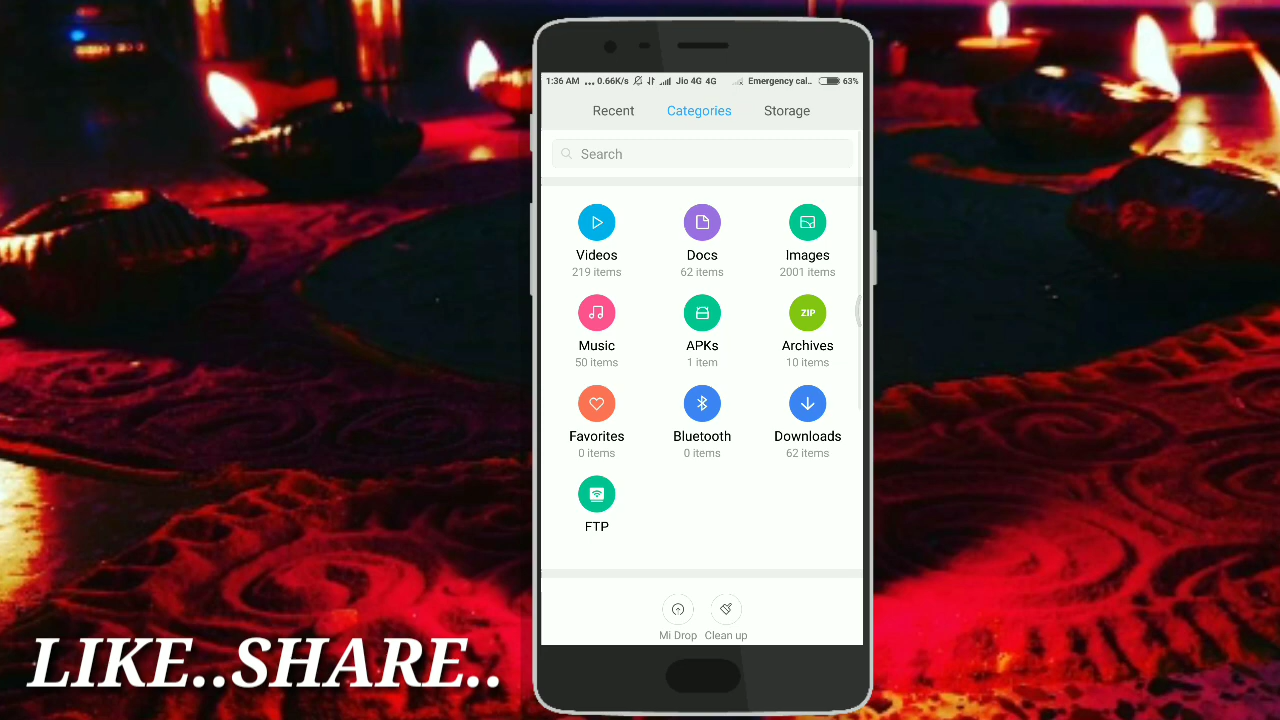 1:36 AM ... 0.66K/s Jio 4G 4G Emergency cal.. 63%
Recent Categories Storage
Search
Videos Docs Images
219 items 62 items 2001 items
ZIP
Music APKs Archives
50 items 1 item 10 items
Favorites Bluetooth Downloads
0 items 0 items 62 items
FTP
Mi Drop Clean up
LIKE..SHARE..